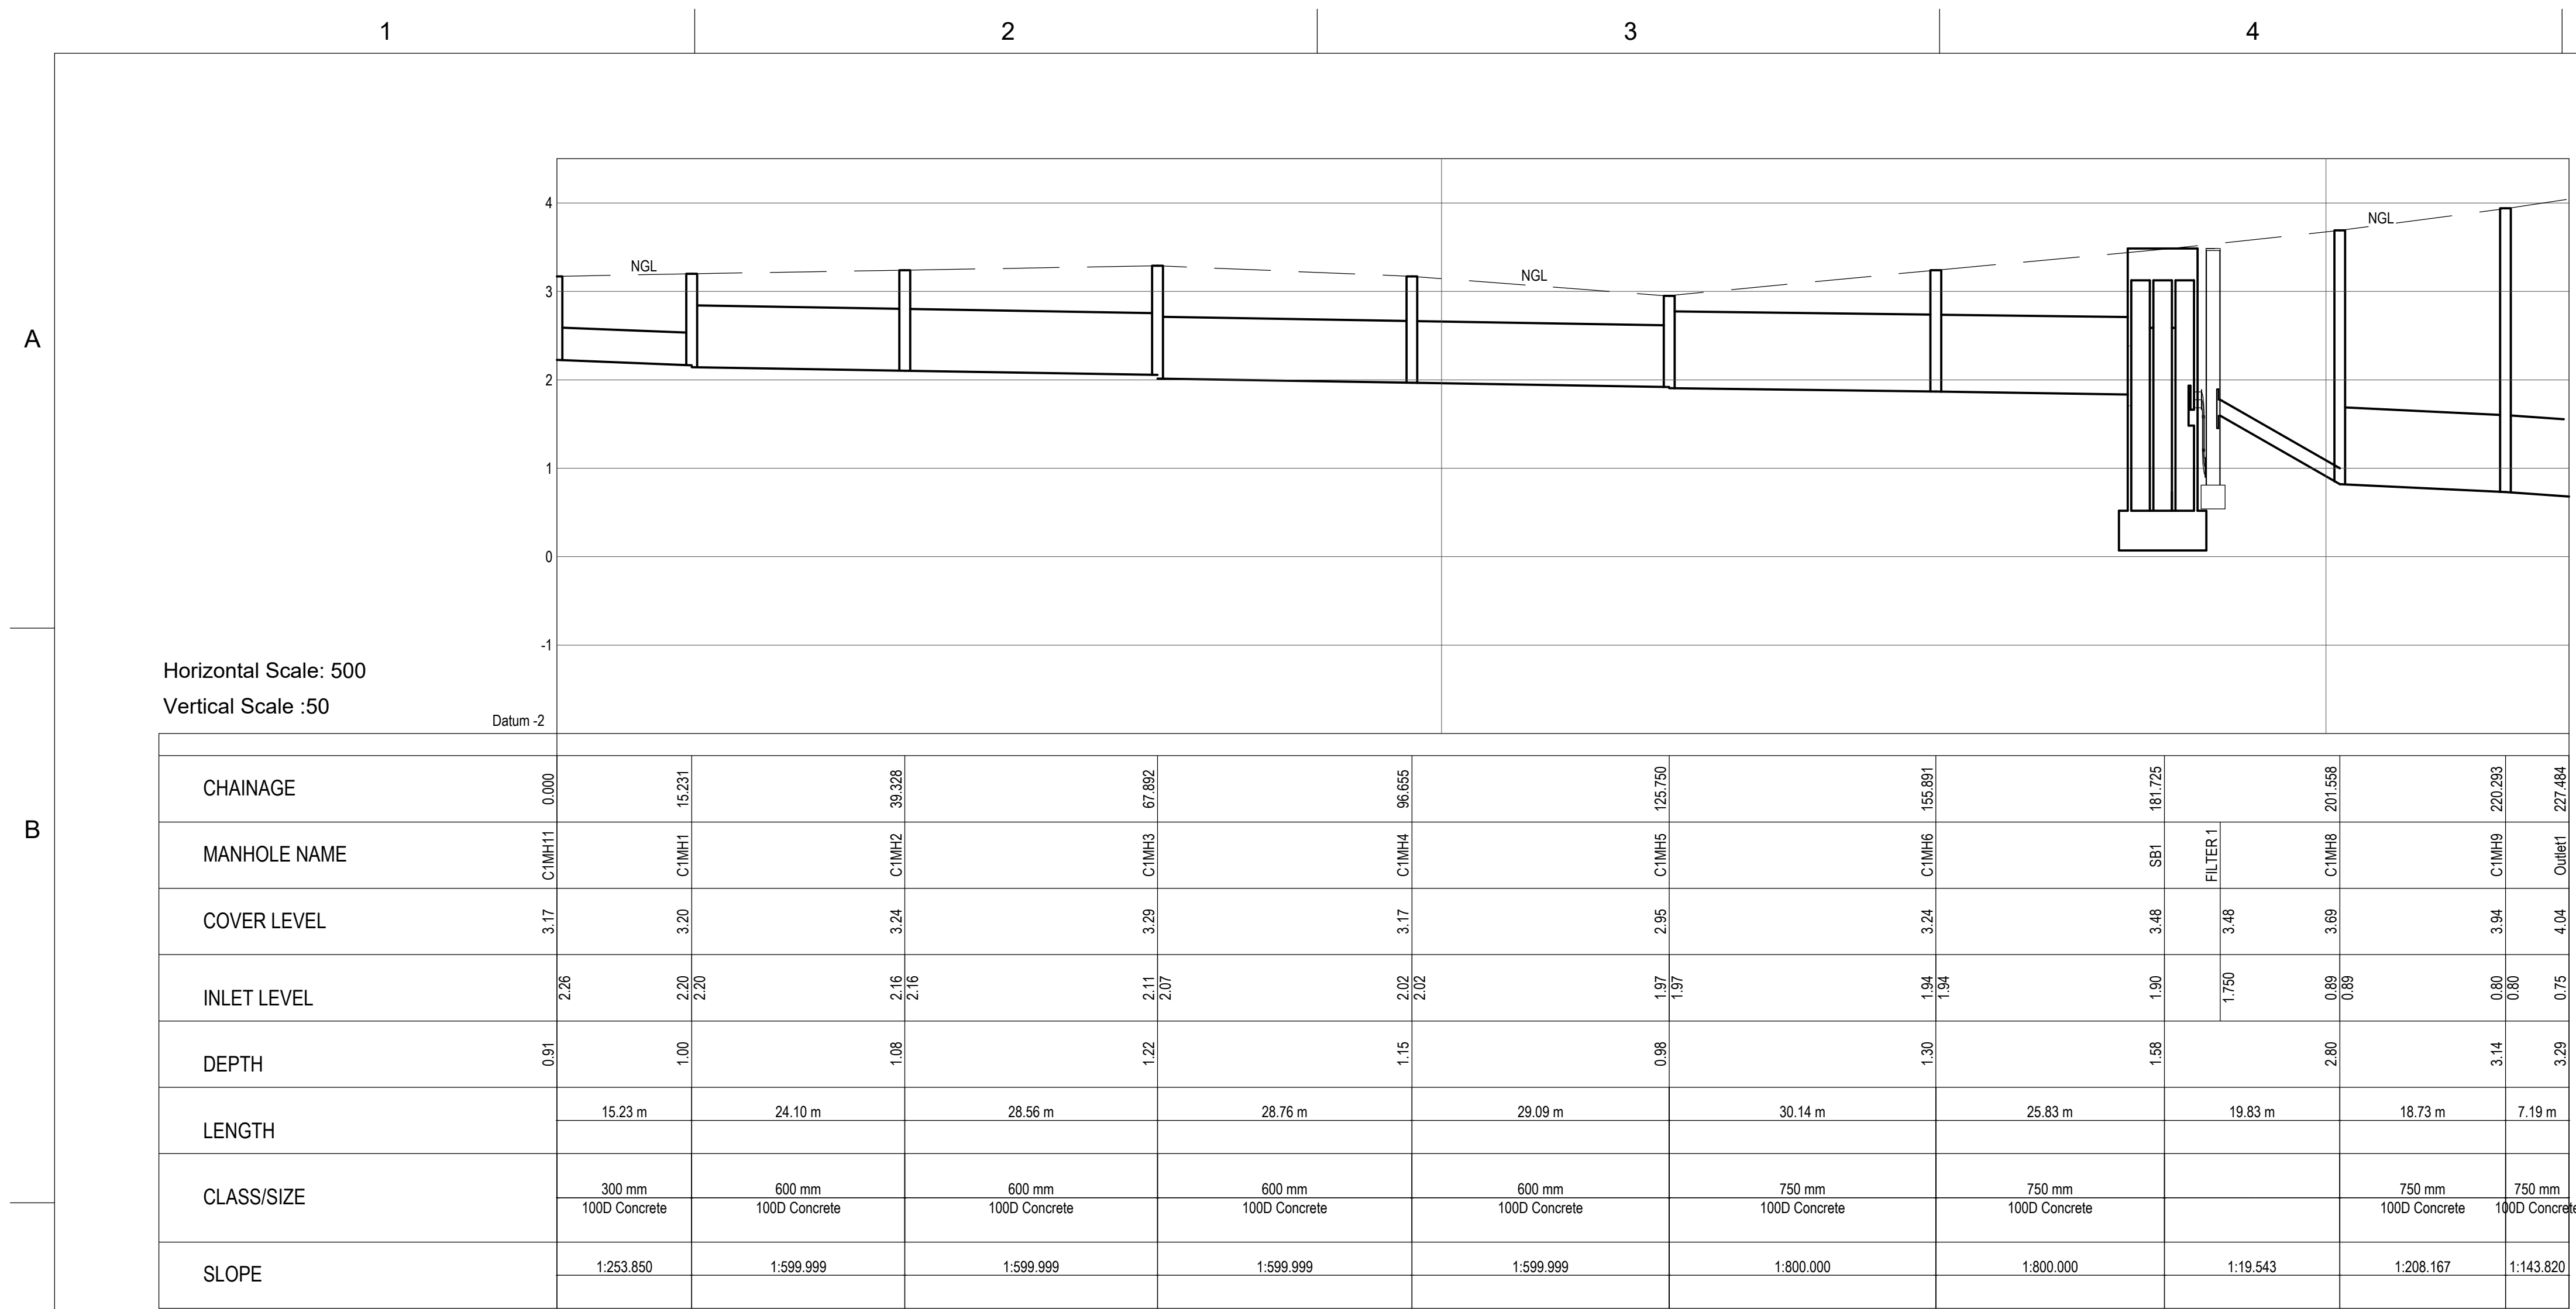 1 2 3 4
A
4
3
2
1
0
-1
NGL NGL NGL
Horizontal Scale: 500
Vertical Scale :50
Datum -2
B
CHAINAGE 0.000 15.231 39.328 67.892 96.655 125.750 155.891 181.725 201.558 220.293 227.484
MANHOLE NAME C1MH11 C1MH1 C1MH2 C1MH3 C1MH4 C1MH5 C1MH6 SB1 FILTER 1 C1MH8 C1MH9 Outlet1
COVER LEVEL 3.17 3.20 3.24 3.29 3.17 2.95 3.24 3.48 3.48 3.69 3.94 4.04
INLET LEVEL 2.26 2.20 2.20 2.16 2.16 2.11 2.07 2.02 2.02 1.97 1.97 1.94 1.94 1.90 1.750 0.89 0.89 0.80 0.80 0.75
DEPTH 0.91 1.00 1.08 1.22 1.15 0.98 1.30 1.58 2.80 3.14 3.29
LENGTH 15.23 m 24.10 m 28.56 m 28.76 m 29.09 m 30.14 m 25.83 m 19.83 m 18.73 m 7.19 m
CLASS/SIZE 300 mm 600 mm 600 mm 600 mm 600 mm 750 mm 750 mm 750 mm 750 mm
100D Concrete 100D Concrete 100D Concrete 100D Concrete 100D Concrete 100D Concrete 100D Concrete 100D Concrete 100D Concrete
SLOPE 1:253.850 1:599.999 1:599.999 1:599.999 1:599.999 1:800.000 1:800.000 1:19.543 1:208.167 1:143.820